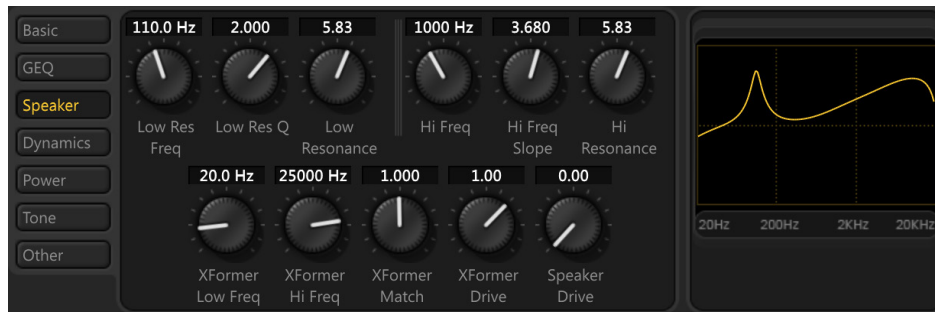 Basic
GEQ
Speaker
Dynamics
Power
Tone
Other
110.0 Hz 2.000 5.83 1000 Hz 3.680 5.83
Low Res Freq Low Res Q Low Resonance Hi Freq Hi Freq Slope Hi Resonance
20.0 Hz 25000 Hz 1.000 1.00 0.00
XFormer Low Freq XFormer Hi Freq XFormer Match XFormer Drive Speaker Drive
20Hz 200Hz 2KHz 20KHz